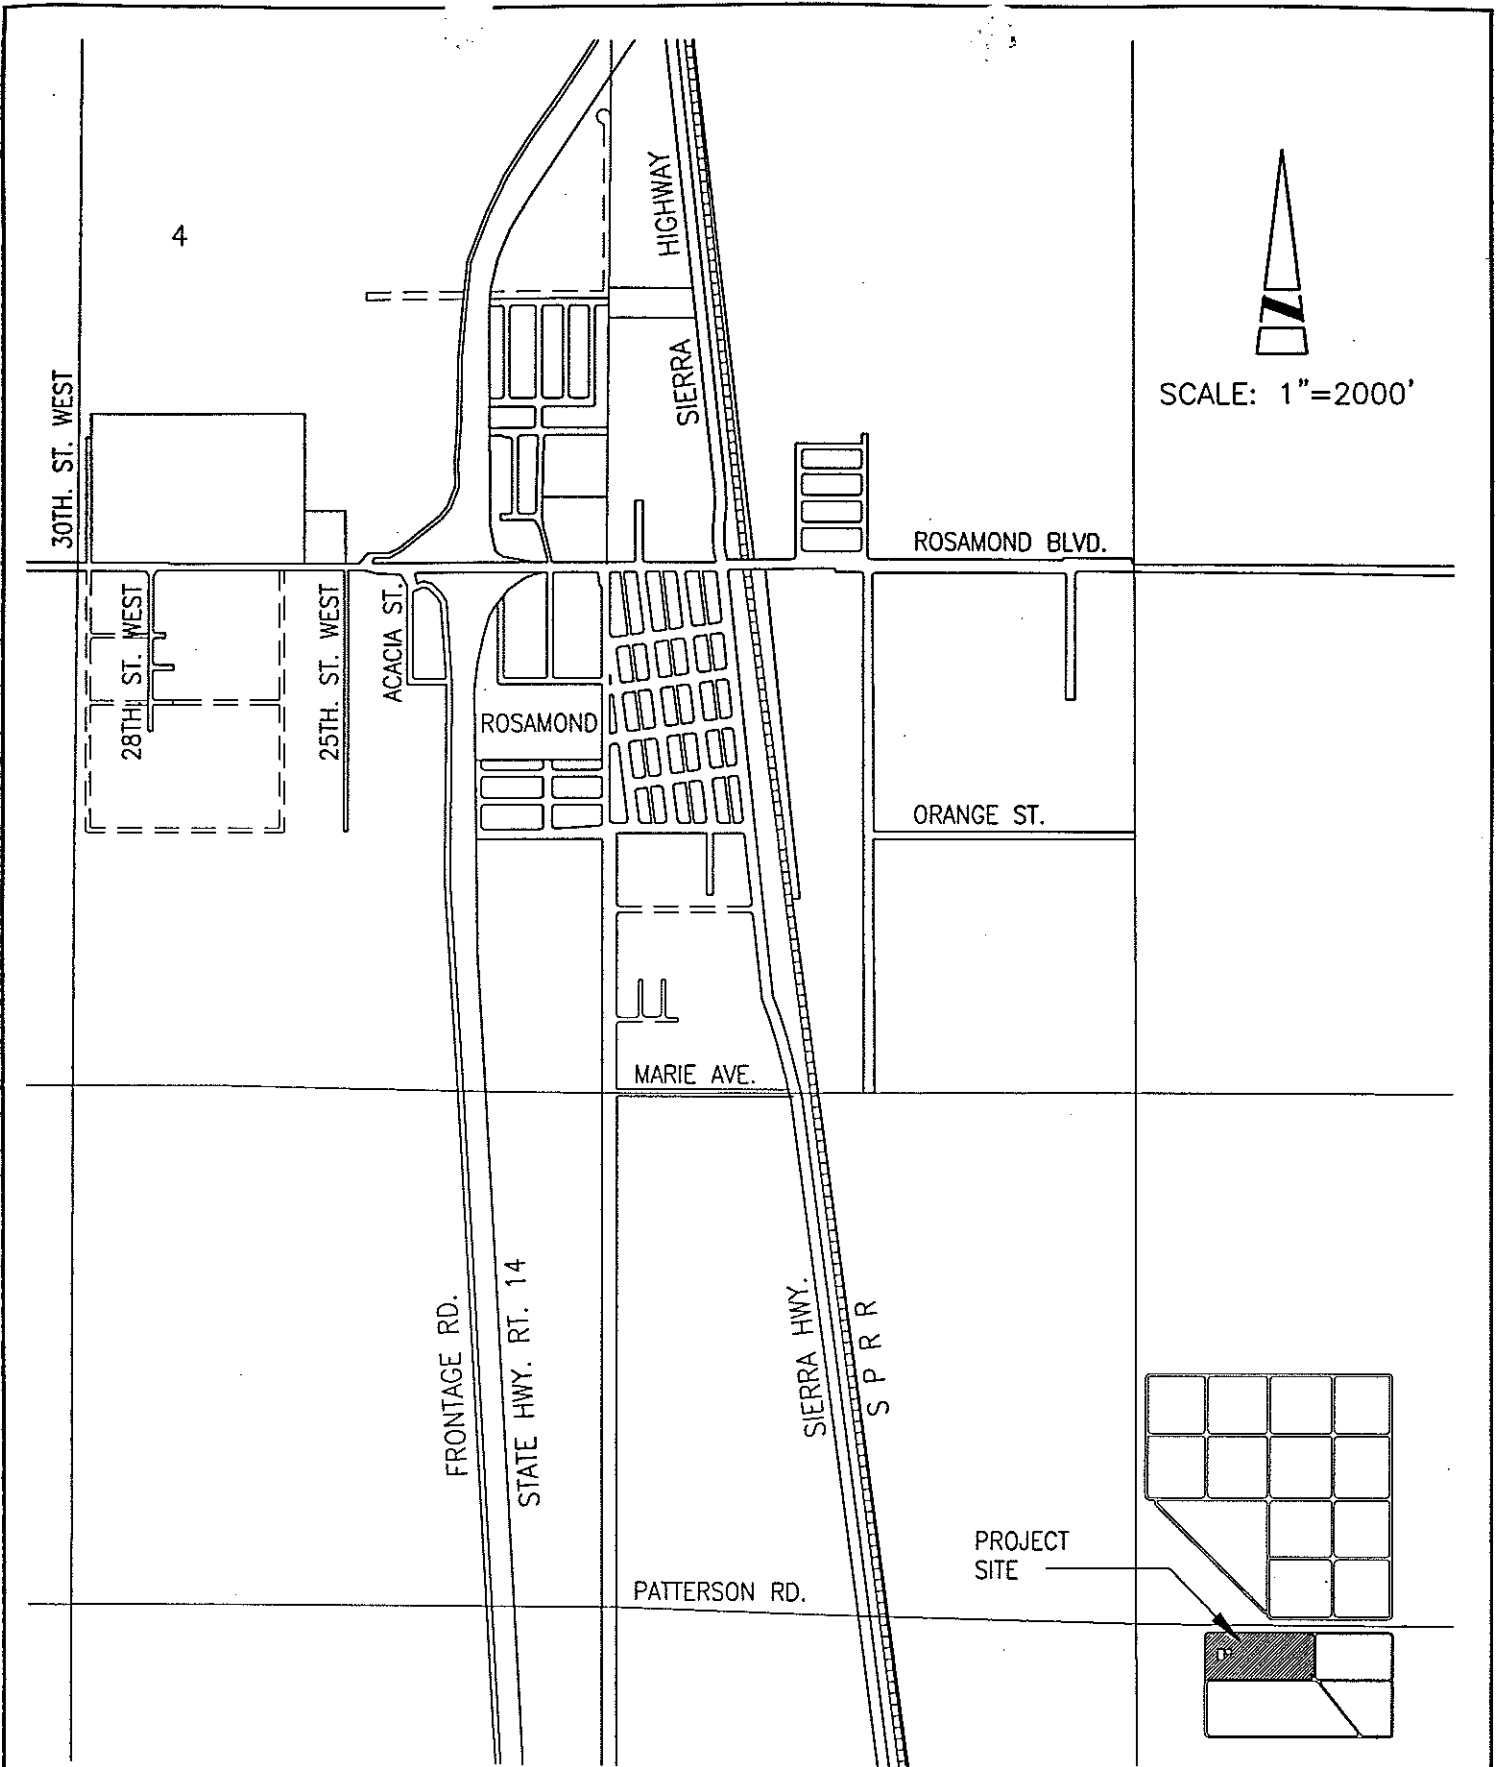 4
HIGHWAY
SIERRA
N
SCALE: 1"=2000'
30TH. ST. WEST
ROSAMOND BLVD.
28TH. ST. WEST
25TH. ST. WEST
ACACIA ST.
ROSAMOND
ORANGE ST.
MARIE AVE.
FRONTAGE RD.
STATE HWY. RT. 14
SIERRA HWY.
S P R R
PROJECT
SITE
PATTERSON RD.